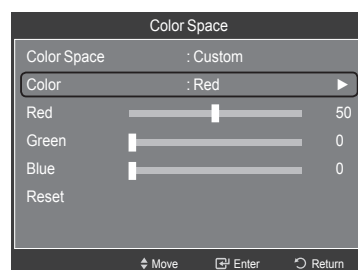 Color Space
Color Space : Custom
Color : Red
Red 50
Green 0
Blue 0
Reset
Move Enter Return